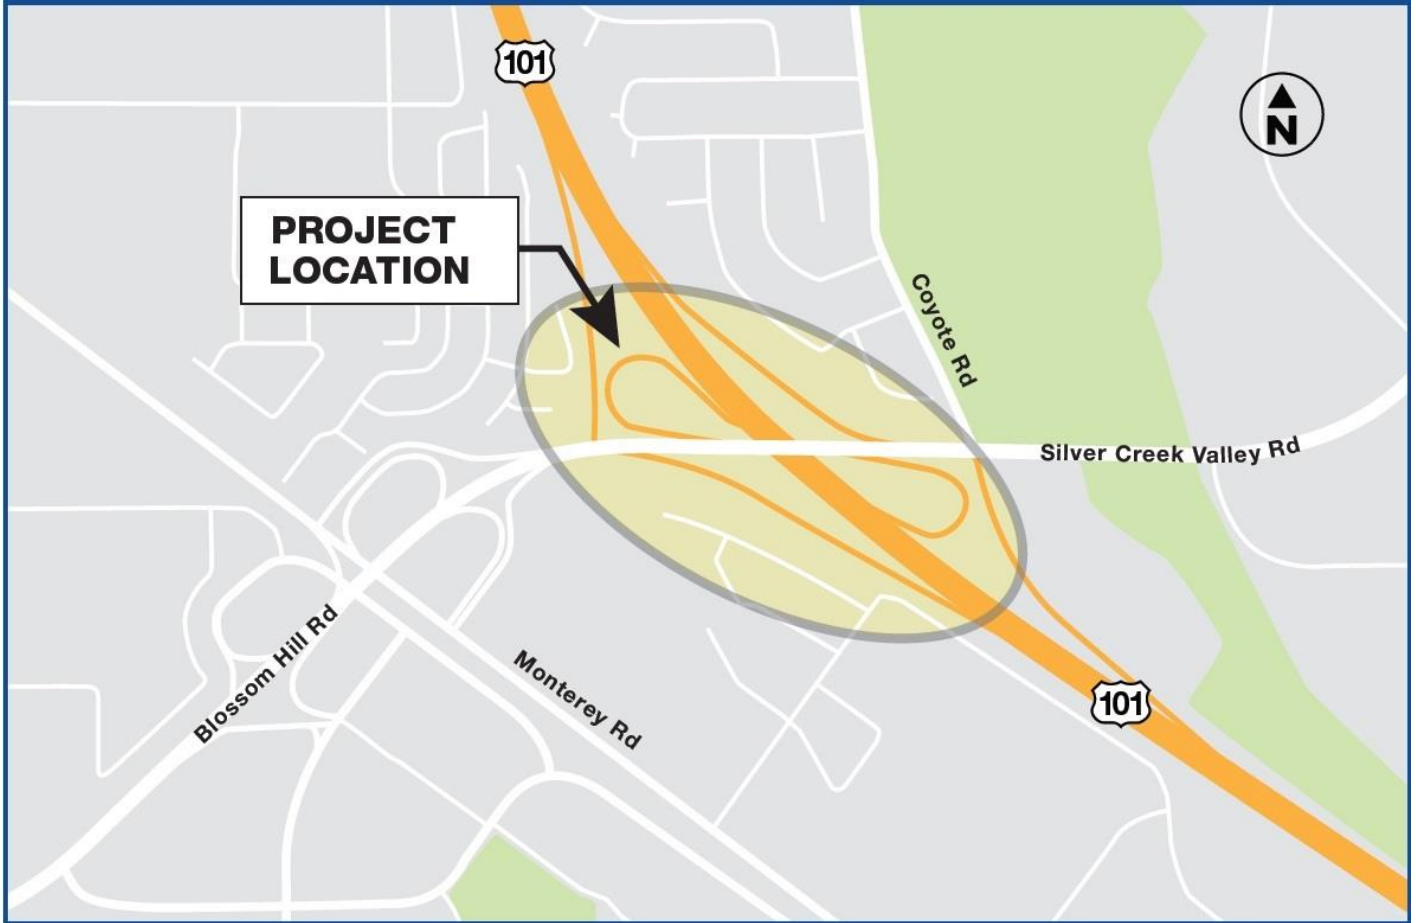 101
N
PROJECT
LOCATION
Coyote Rd
Silver Creek Valley Rd
Blossom Hill Rd
Monterey Rd
101